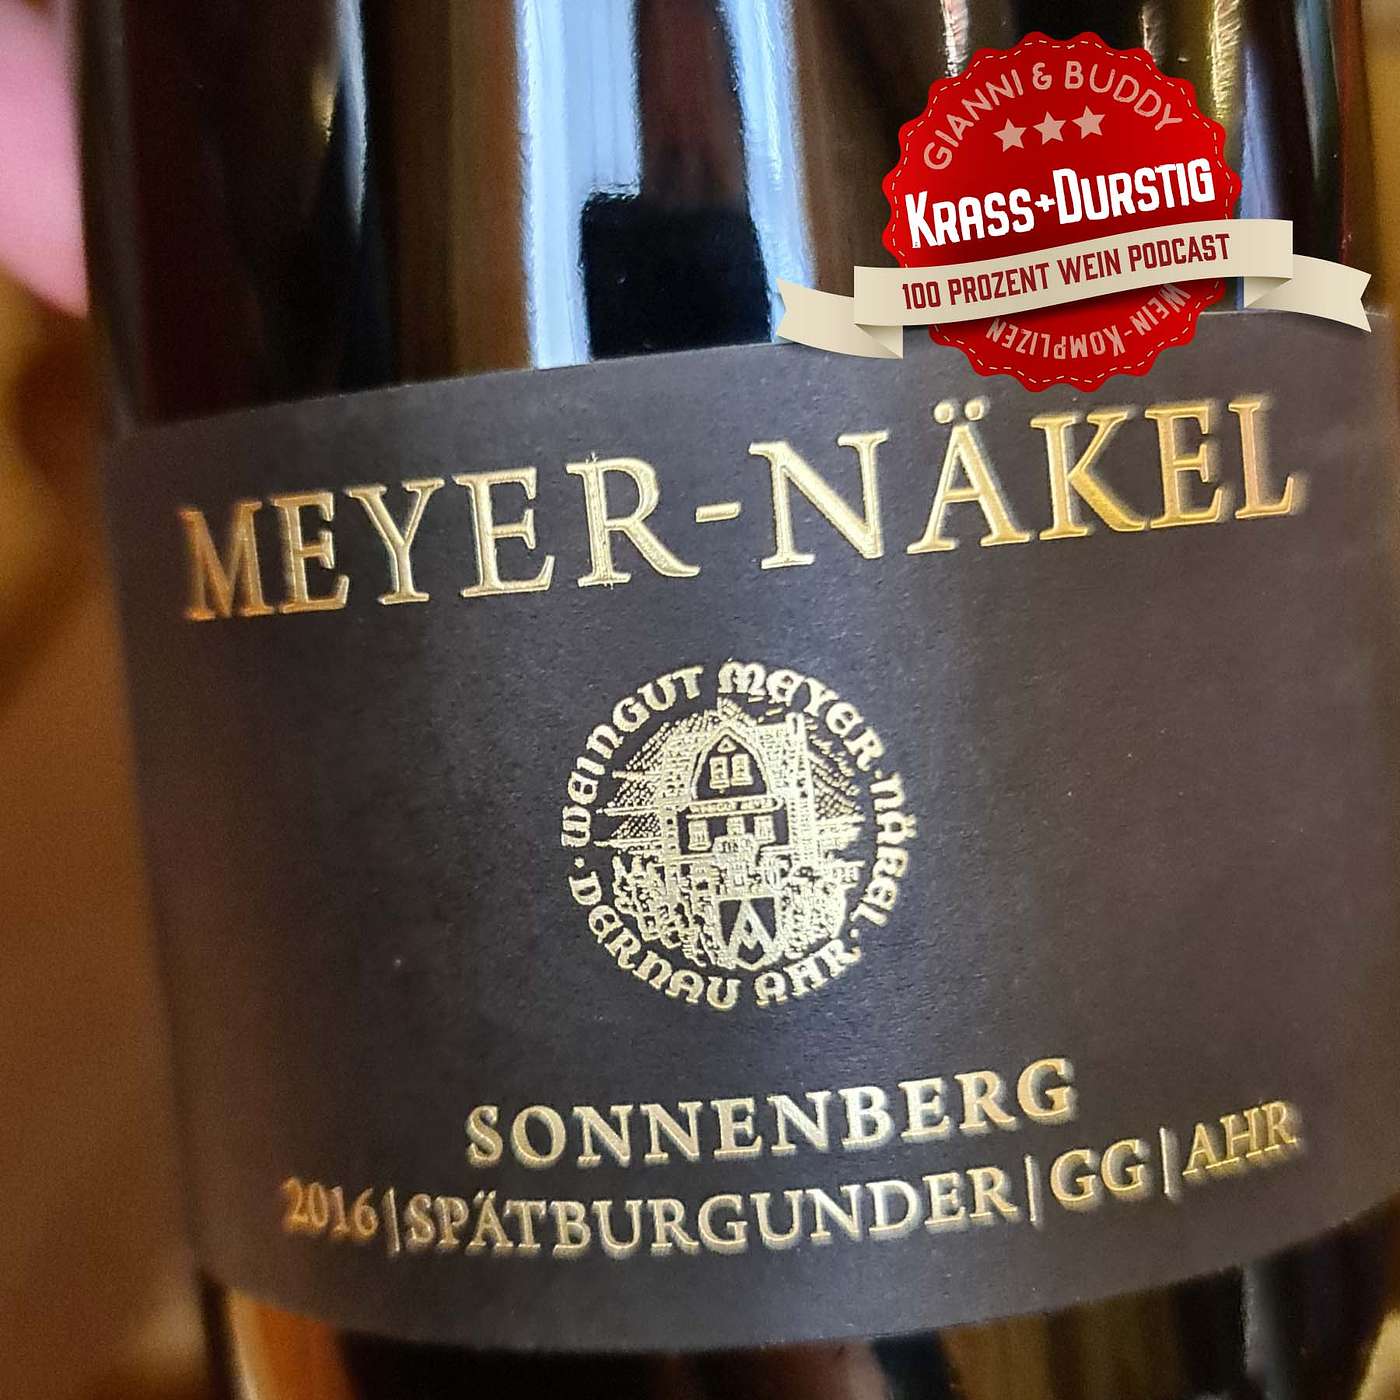 GIANNI & BUDDY
KRASS+DURSTIG
100 PROZENT WEIN PODCAST
WEIN-KOMPLIZEN
MEYER-NÄKEL
WEINGUT MEYER-NÄKEL · DERNAU AHR ·
SONNENBERG
2016|SPÄTBURGUNDER|GG|AHR